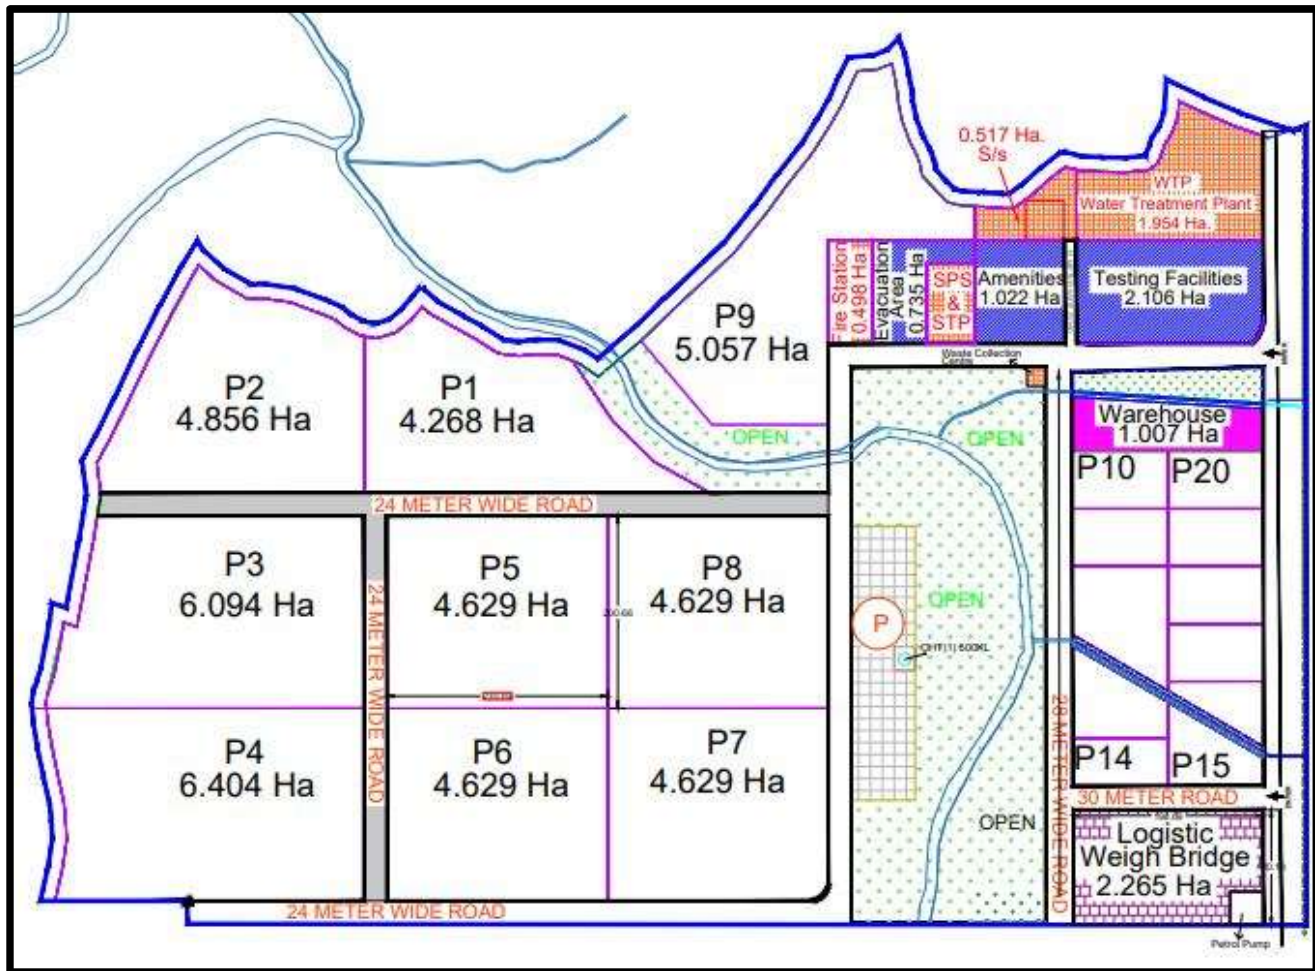 0.517 Ha.
S/s
WTP
Water Treatment Plant
1.954 Ha.
ire Station
0.498 Ha
Evacuation
Area
0.735 Ha
SPS
&
STP
Amenities
1.022 Ha
Testing Facilities
2.106 Ha
P9
5.057 Ha
Waste Collection
Centre
P2
4.856 Ha
P1
4.268 Ha
OPEN
OPEN
Warehouse
1.007 Ha
P10
P20
24 METER WIDE ROAD
P3
6.094 Ha
24 METER WIDE ROAD
P5
4.629 Ha
P8
4.629 Ha
OPEN
P
OHT(1) 600KL
P4
6.404 Ha
P6
4.629 Ha
P7
4.629 Ha
28 METER WIDE ROAD
P14
P15
30 METER ROAD
OPEN
Logistic
Weigh Bridge
2.265 Ha
24 METER WIDE ROAD
Petrol Pump